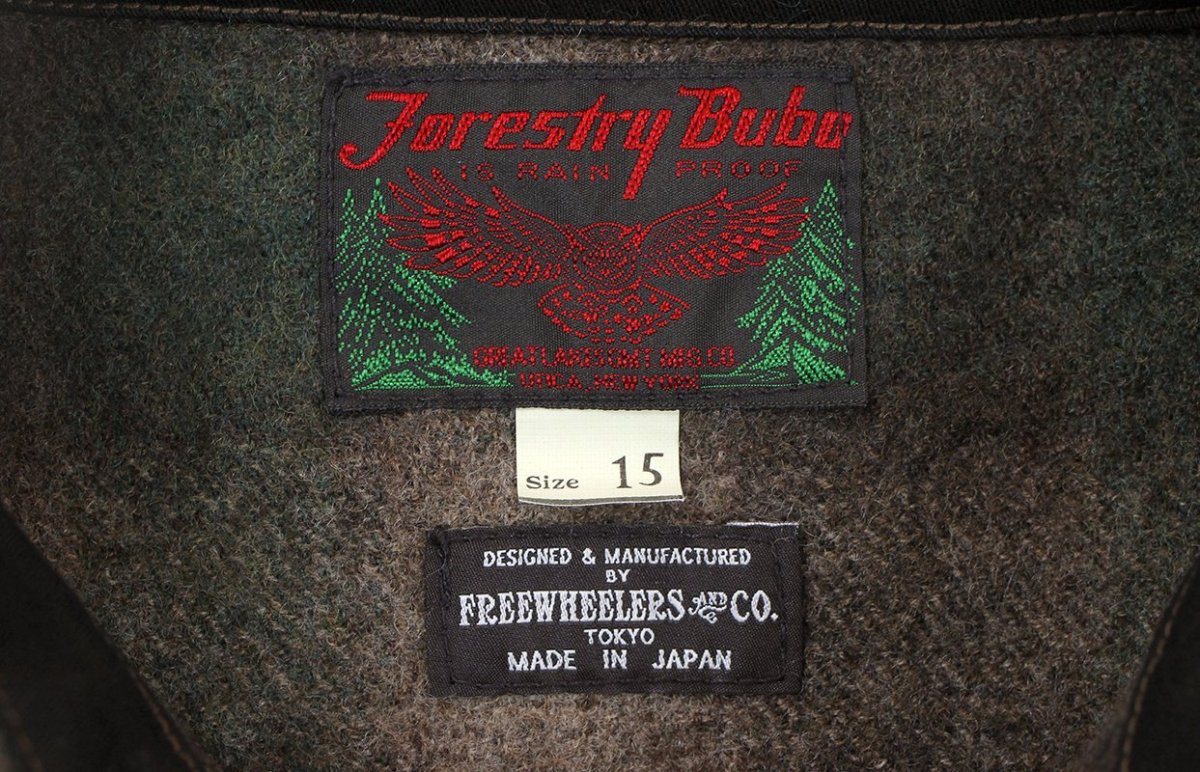 Forestry Bubo
IS RAIN PROOF
GREAT LAKES GMT. MFG. CO
UTICA, NEW YORK
Size 15
DESIGNED & MANUFACTURED
BY
FREEWHEELERS AND CO.
TOKYO
MADE IN JAPAN